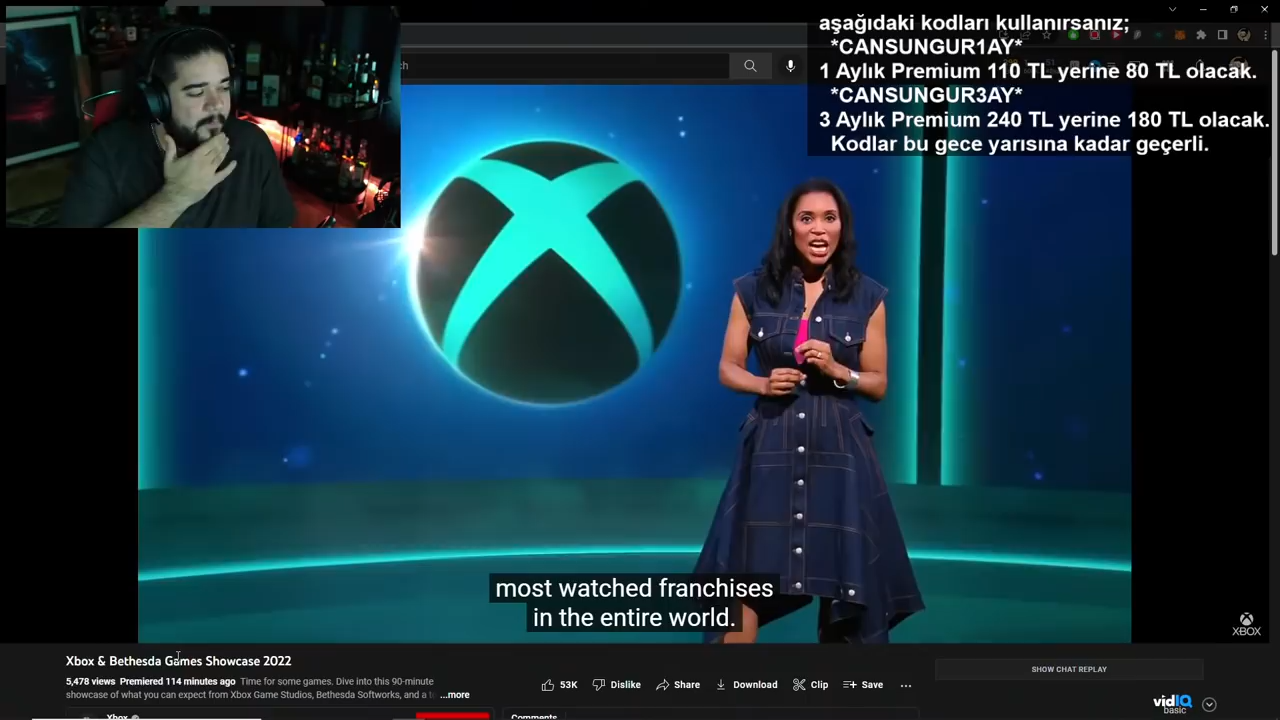 aşağıdaki kodları kullanırsanız;
*CANSUNGUR1AY*
1 Aylık Premium 110 TL yerine 80 TL olacak.
*CANSUNGUR3AY*
3 Aylık Premium 240 TL yerine 180 TL olacak.
Kodlar bu gece yarısına kadar geçerli.
ch
most watched franchises
in the entire world.
XBOX
Xbox & Bethesda Games Showcase 2022
5,478 views Premiered 114 minutes ago Time for some games. Dive into this 90-minute
showcase of what you can expect from Xbox Game Studios, Bethesda Softworks, and a t ...more
53K Dislike Share Download Clip Save
SHOW CHAT REPLAY
vidIQ
basic
Xbox
Comments